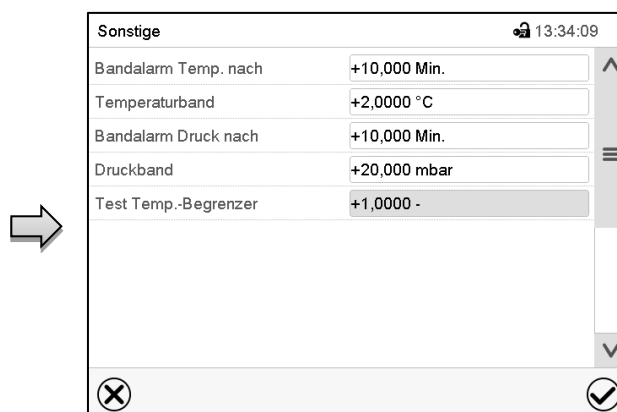 Sonstige 13:34:09
Bandalarm Temp. nach +10,000 Min.
Temperaturband +2,0000 °C
Bandalarm Druck nach +10,000 Min.
Druckband +20,000 mbar
Test Temp.-Begrenzer +1,0000 -